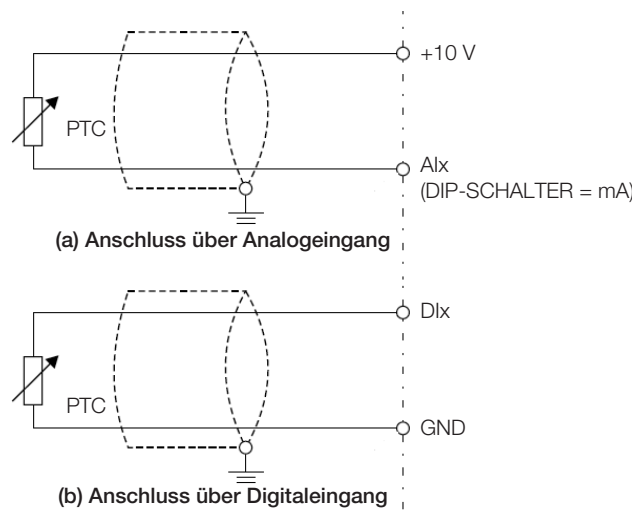 +10 V
PTC
AIx
(DIP-SCHALTER = mA)
(a) Anschluss über Analogeingang
DIx
PTC
GND
(b) Anschluss über Digitaleingang